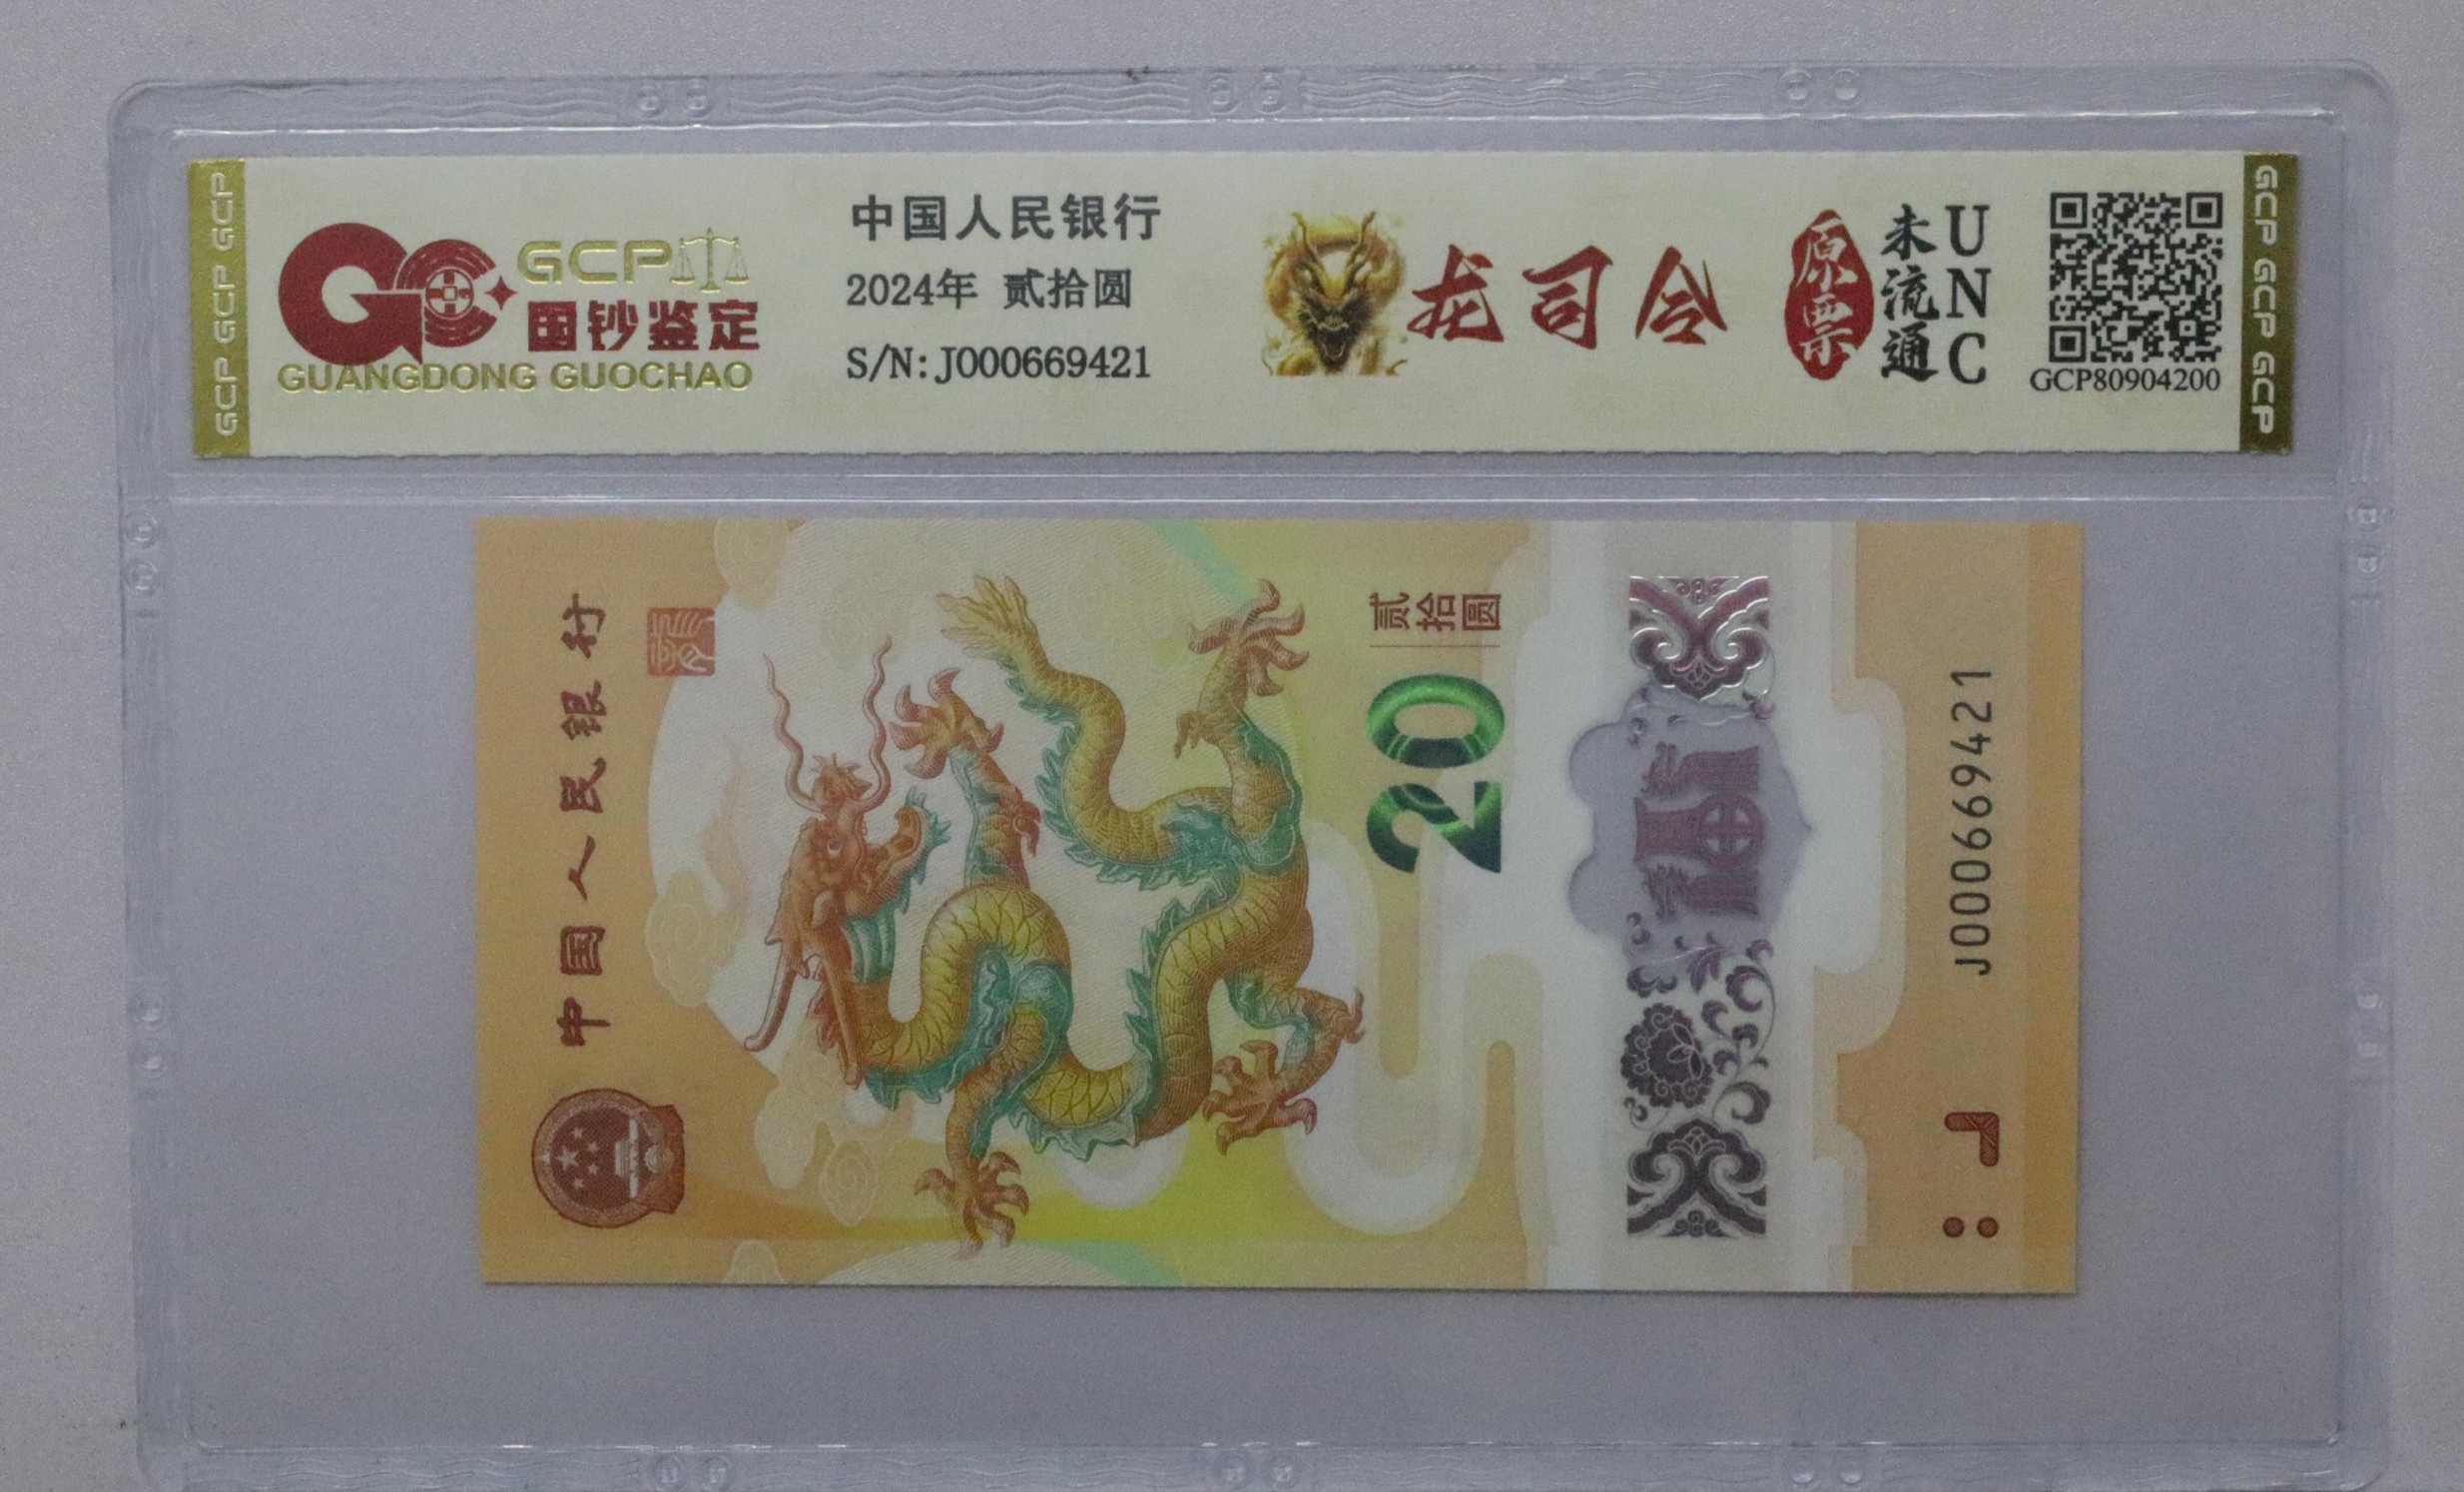 GCP GCP GCP
GCP
国钞鉴定
GUANGDONG GUOCHAO
中国人民银行
2024年 贰拾圆
S/N:J000669421
龙司令
原票
未流通
UNC
GCP80904200
GCP GCP GCP
中国人民银行
贰拾圆
20
J000669421